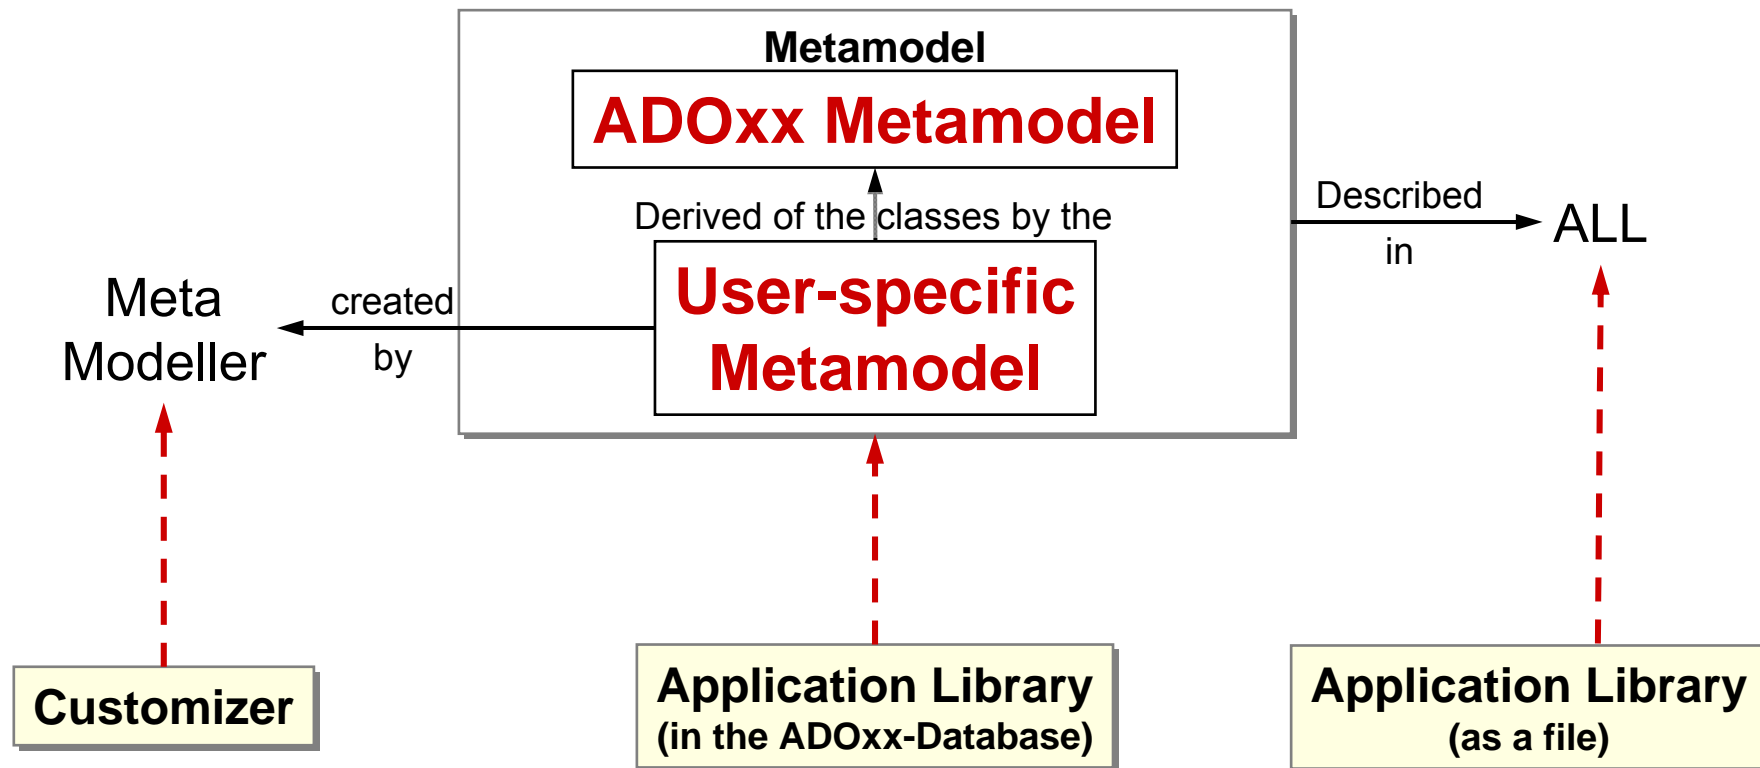 Metamodel
ADOxx Metamodel
Derived of the classes by the
User-specific
Metamodel
Described
in
ALL
created
by
Meta
Modeller
Customizer
Application Library
(in the ADOxx-Database)
Application Library
(as a file)